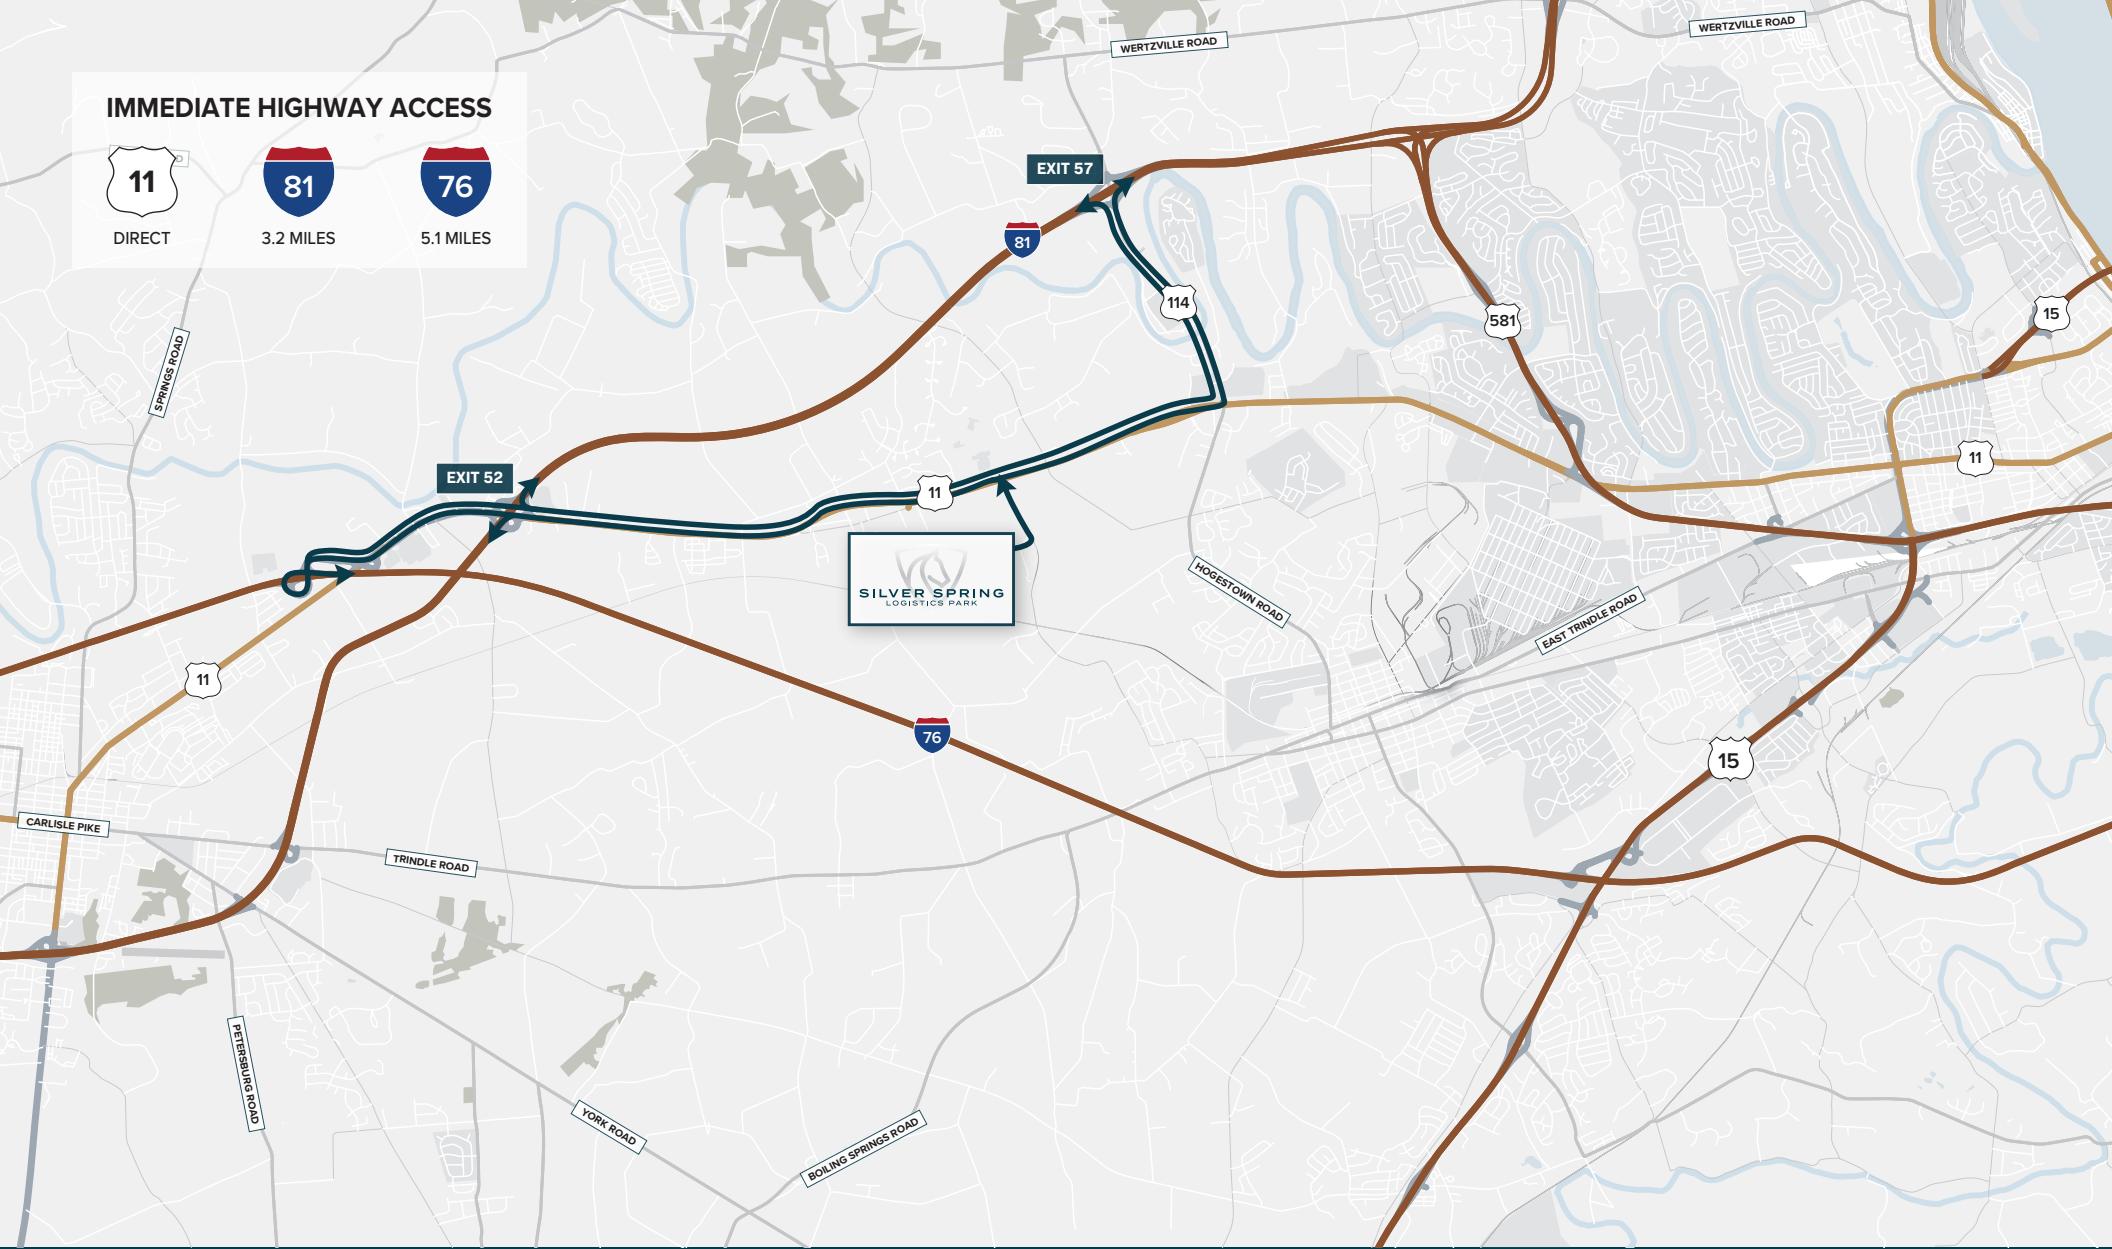 WERTZVILLE ROAD
WERTZVILLE ROAD
IMMEDIATE HIGHWAY ACCESS
11
81
76
DIRECT
3.2 MILES
5.1 MILES
EXIT 57
81
114
581
15
SPRINGS ROAD
EXIT 52
11
11
SILVER SPRING
LOGISTICS PARK
HOGESTOWN ROAD
EAST TRINDLE ROAD
11
76
15
CARLISLE PIKE
TRINDLE ROAD
PETERSBURG ROAD
YORK ROAD
BOILING SPRINGS ROAD